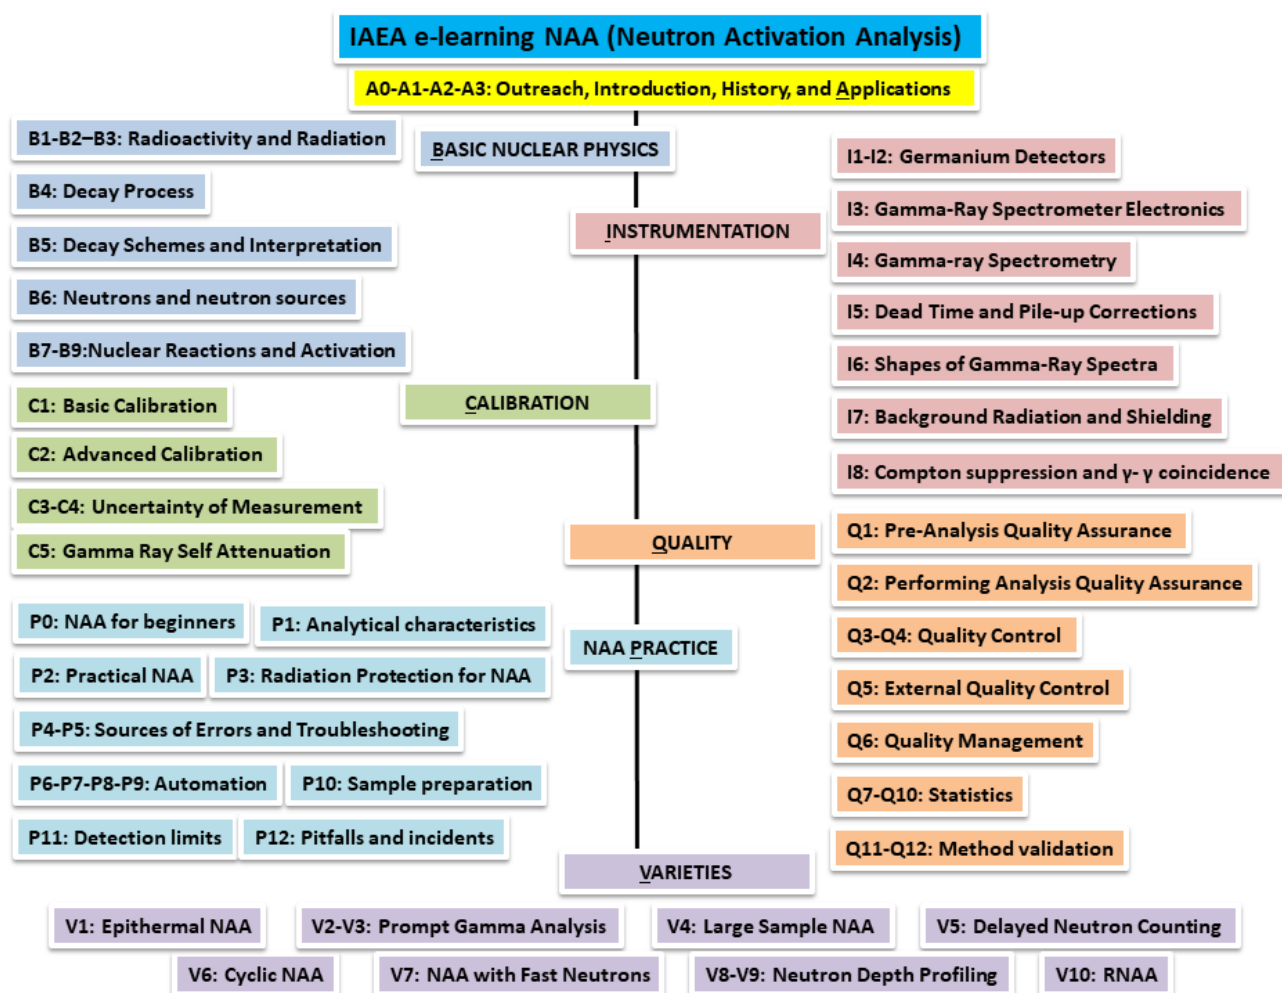 IAEA e-learning NAA (Neutron Activation Analysis)
A0-A1-A2-A3: Outreach, Introduction, History, and Applications
BASIC NUCLEAR PHYSICS
B1-B2–B3: Radioactivity and Radiation
B4: Decay Process
B5: Decay Schemes and Interpretation
B6: Neutrons and neutron sources
B7-B9:Nuclear Reactions and Activation
INSTRUMENTATION
I1-I2: Germanium Detectors
I3: Gamma-Ray Spectrometer Electronics
I4: Gamma-ray Spectrometry
I5: Dead Time and Pile-up Corrections
I6: Shapes of Gamma-Ray Spectra
I7: Background Radiation and Shielding
I8: Compton suppression and γ- γ coincidence
CALIBRATION
C1: Basic Calibration
C2: Advanced Calibration
C3-C4: Uncertainty of Measurement
C5: Gamma Ray Self Attenuation
QUALITY
Q1: Pre-Analysis Quality Assurance
Q2: Performing Analysis Quality Assurance
Q3-Q4: Quality Control
Q5: External Quality Control
Q6: Quality Management
Q7-Q10: Statistics
Q11-Q12: Method validation
NAA PRACTICE
P0: NAA for beginners
P1: Analytical characteristics
P2: Practical NAA
P3: Radiation Protection for NAA
P4-P5: Sources of Errors and Troubleshooting
P6-P7-P8-P9: Automation
P10: Sample preparation
P11: Detection limits
P12: Pitfalls and incidents
VARIETIES
V1: Epithermal NAA
V2-V3: Prompt Gamma Analysis
V4: Large Sample NAA
V5: Delayed Neutron Counting
V6: Cyclic NAA
V7: NAA with Fast Neutrons
V8-V9: Neutron Depth Profiling
V10: RNAA